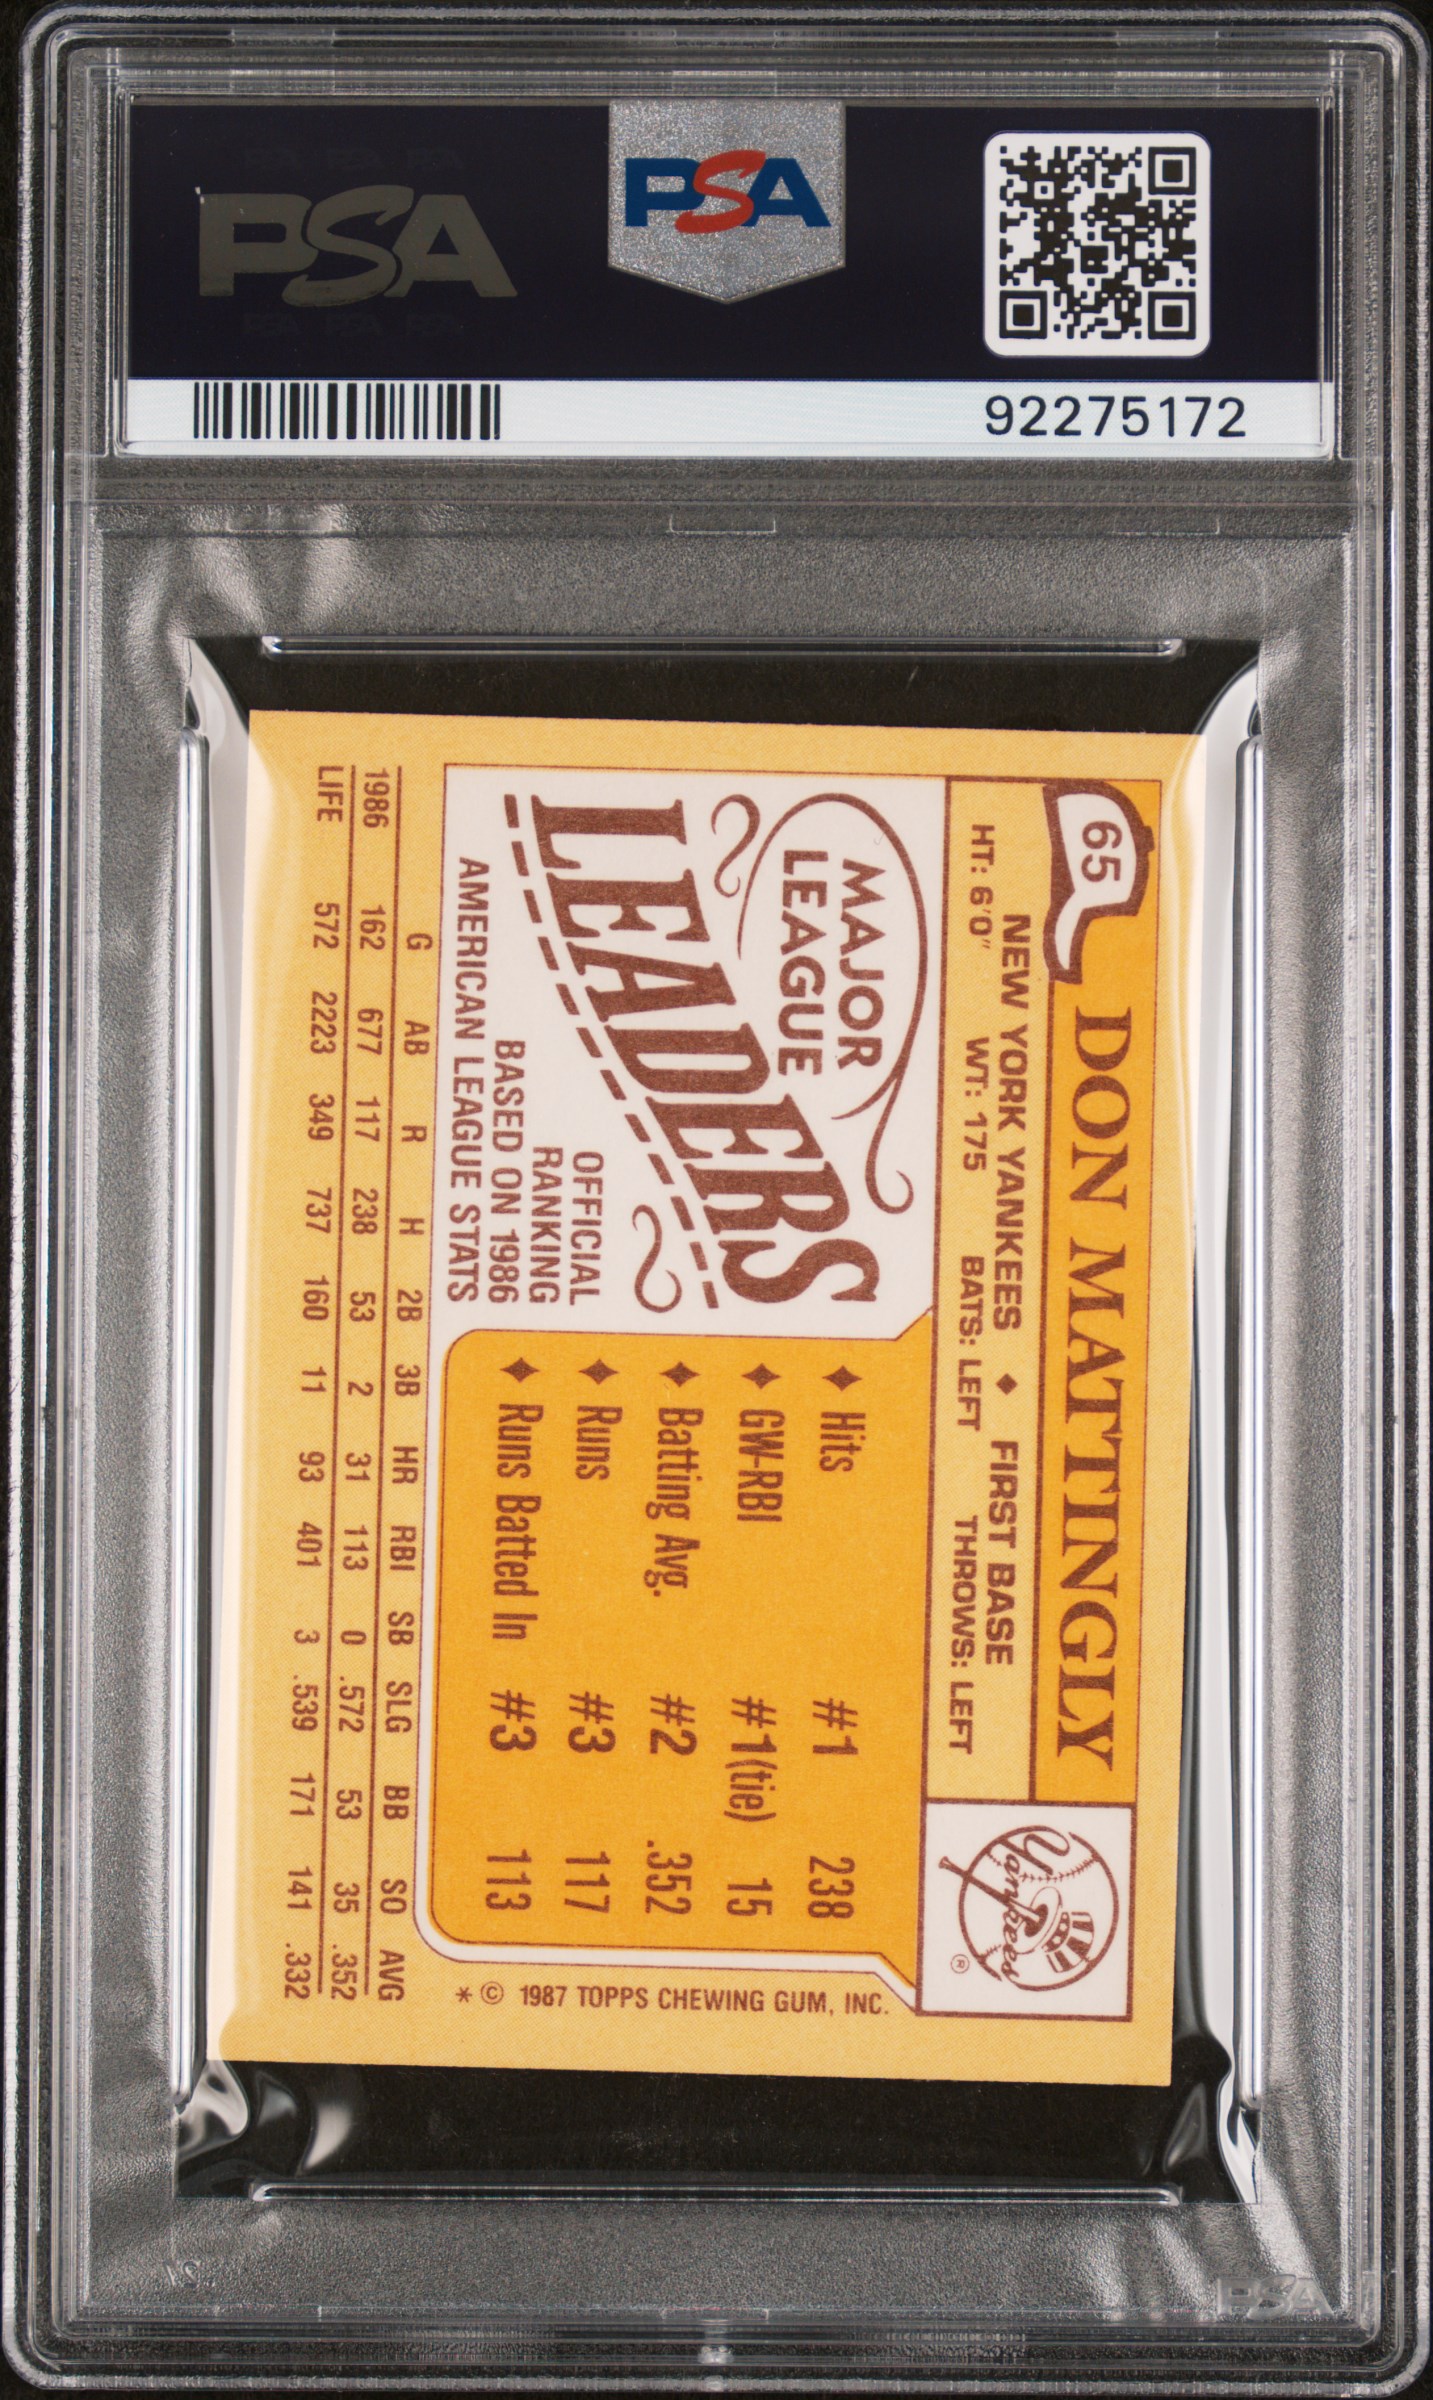 PSA
PSA
92275172
65
DON MATTINGLY
NEW YORK YANKEES ♦ FIRST BASE
HT: 6'0" WT: 175 BATS: LEFT THROWS: LEFT
Yankees
®
MAJOR
LEAGUE
LEADERS
OFFICIAL
RANKING
BASED ON 1986
AMERICAN LEAGUE STATS
♦ Hits #1 238
♦ GW-RBI #1(tie) 15
♦ Batting Avg. #2 .352
♦ Runs #3 117
♦ Runs Batted In #3 113
* © 1987 TOPPS CHEWING GUM, INC.
G AB R H 2B 3B HR RBI SB SLG BB SO AVG
1986 162 677 117 238 53 2 31 113 0 .572 53 35 .352
LIFE 572 2223 349 737 160 11 93 401 3 .539 171 141 .332
PSA